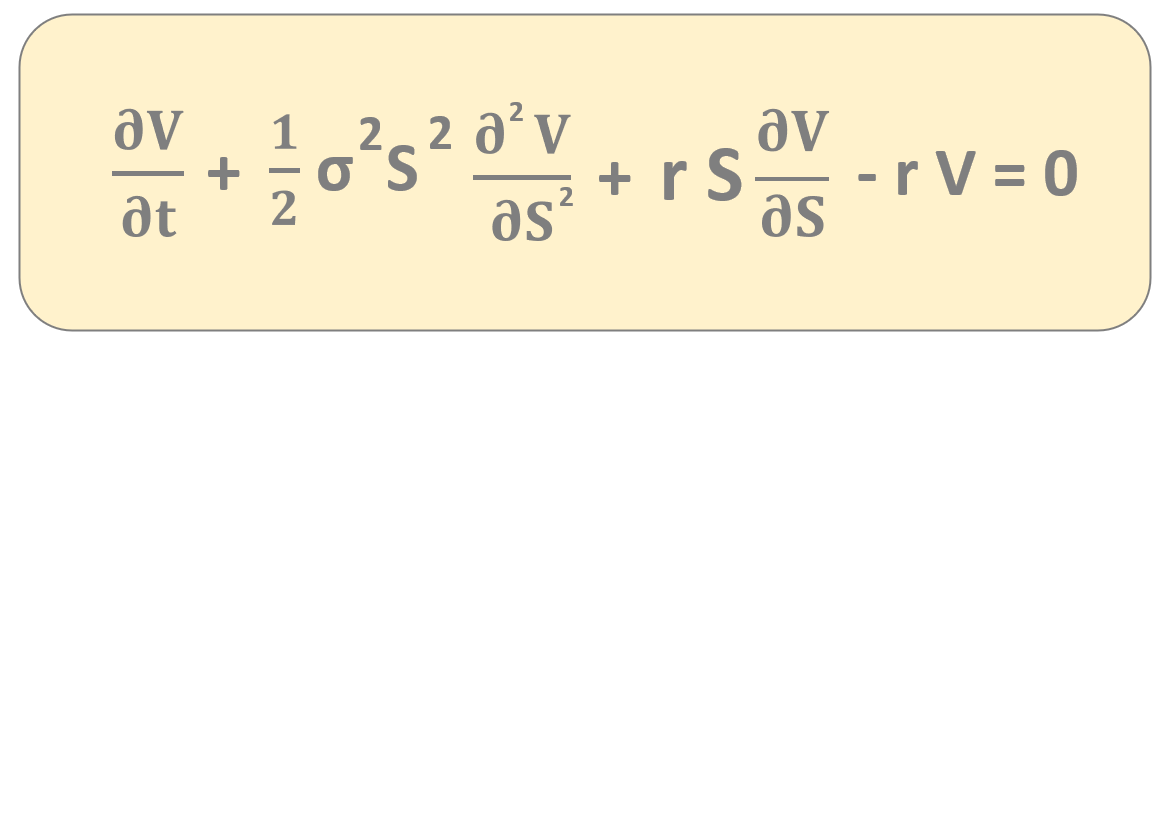 ∂V/∂t + 1/2 σ²S² ∂²V/∂S² + r S ∂V/∂S - r V = 0